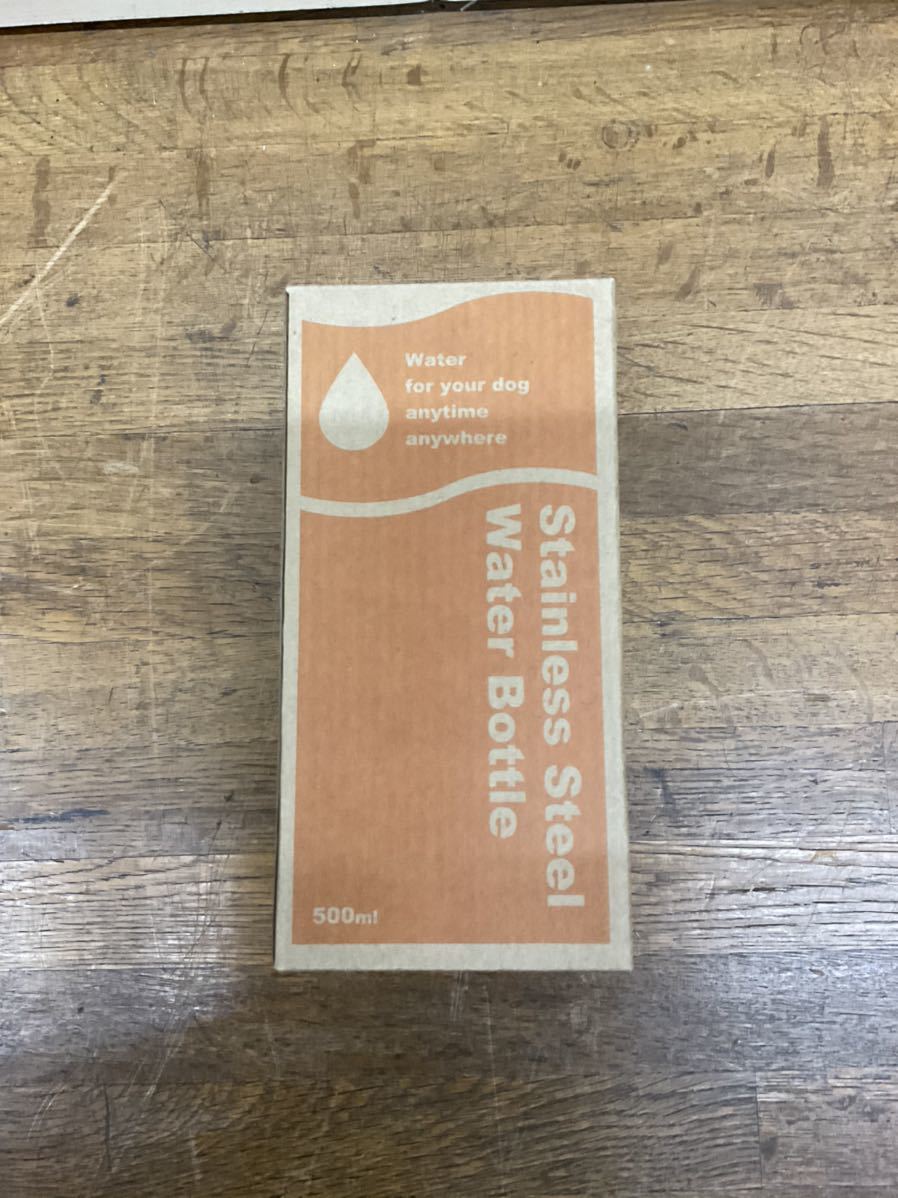 Water
for your dog
anytime
anywhere
Stainless Steel
Water Bottle
500ml